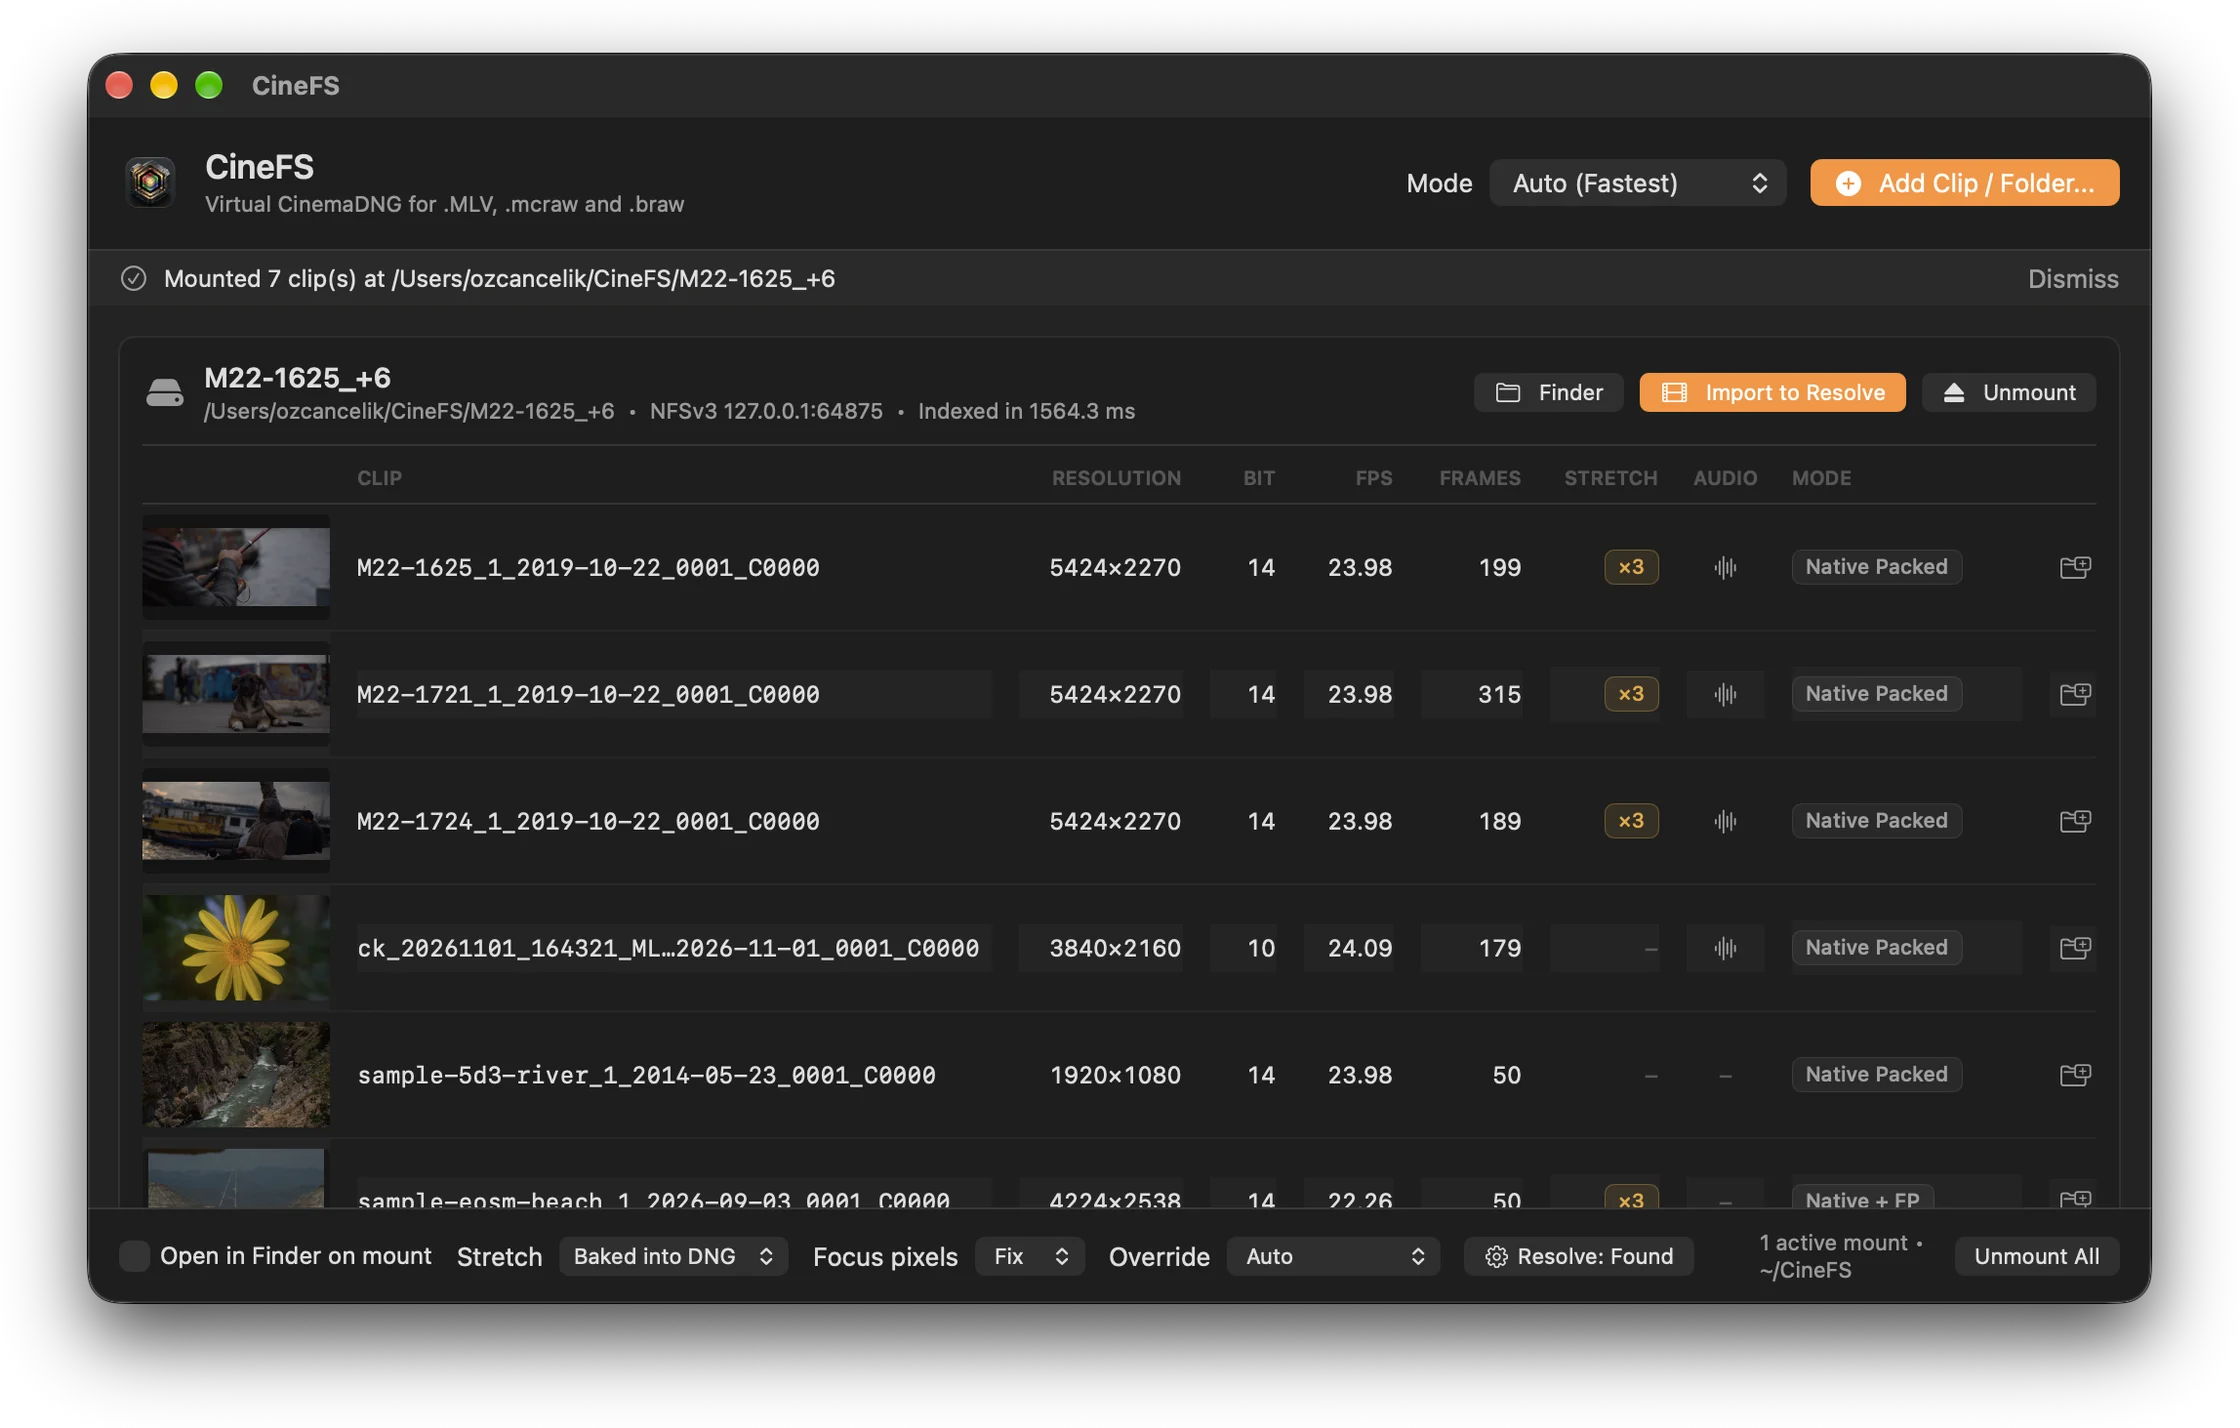 CineFS
CineFS
Virtual CinemaDNG for .MLV, .mcraw and .braw
Mode
Auto (Fastest)
Add Clip / Folder...
Mounted 7 clip(s) at /Users/ozcancelik/CineFS/M22-1625_+6
Dismiss
M22-1625_+6
/Users/ozcancelik/CineFS/M22-1625_+6 • NFSv3 127.0.0.1:64875 • Indexed in 1564.3 ms
Finder
Import to Resolve
Unmount
CLIP RESOLUTION BIT FPS FRAMES STRETCH AUDIO MODE
M22-1625_1_2019-10-22_0001_C0000 5424×2270 14 23.98 199 ×3 Native Packed
M22-1721_1_2019-10-22_0001_C0000 5424×2270 14 23.98 315 ×3 Native Packed
M22-1724_1_2019-10-22_0001_C0000 5424×2270 14 23.98 189 ×3 Native Packed
ck_20261101_164321_ML…2026-11-01_0001_C0000 3840×2160 10 24.09 179 – Native Packed
sample-5d3-river_1_2014-05-23_0001_C0000 1920×1080 14 23.98 50 – – Native Packed
sample-eosm-beach_1_2026-09-03_0001_C0000 4224×2538 14 22.26 50 ×3 – Native + FP
Open in Finder on mount
Stretch
Baked into DNG
Focus pixels
Fix
Override
Auto
Resolve: Found
1 active mount •
~/CineFS
Unmount All